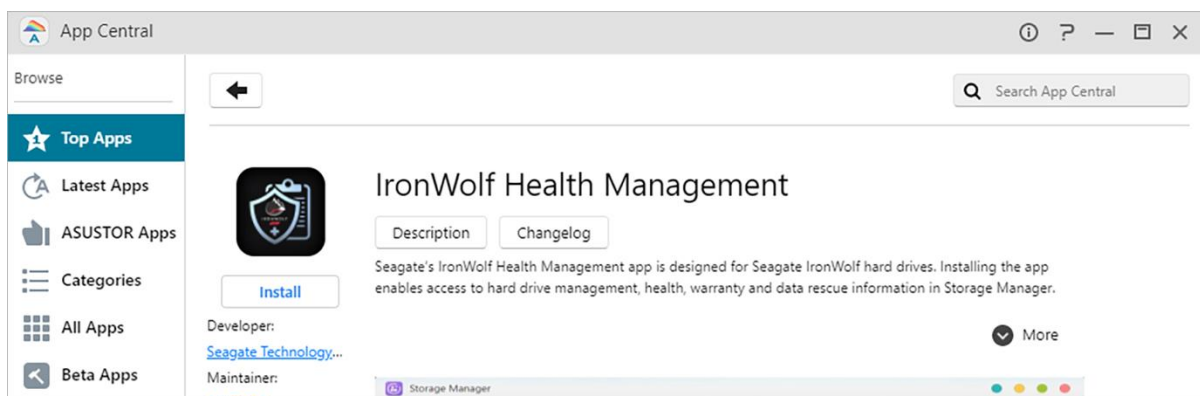 App Central
Browse
Search App Central
Top Apps
Latest Apps
ASUSTOR Apps
Categories
All Apps
Beta Apps
Install
Developer:
Seagate Technology...
Maintainer:
IronWolf Health Management
Description Changelog
Seagate's IronWolf Health Management app is designed for Seagate IronWolf hard drives. Installing the app
enables access to hard drive management, health, warranty and data rescue information in Storage Manager.
More
Storage Manager